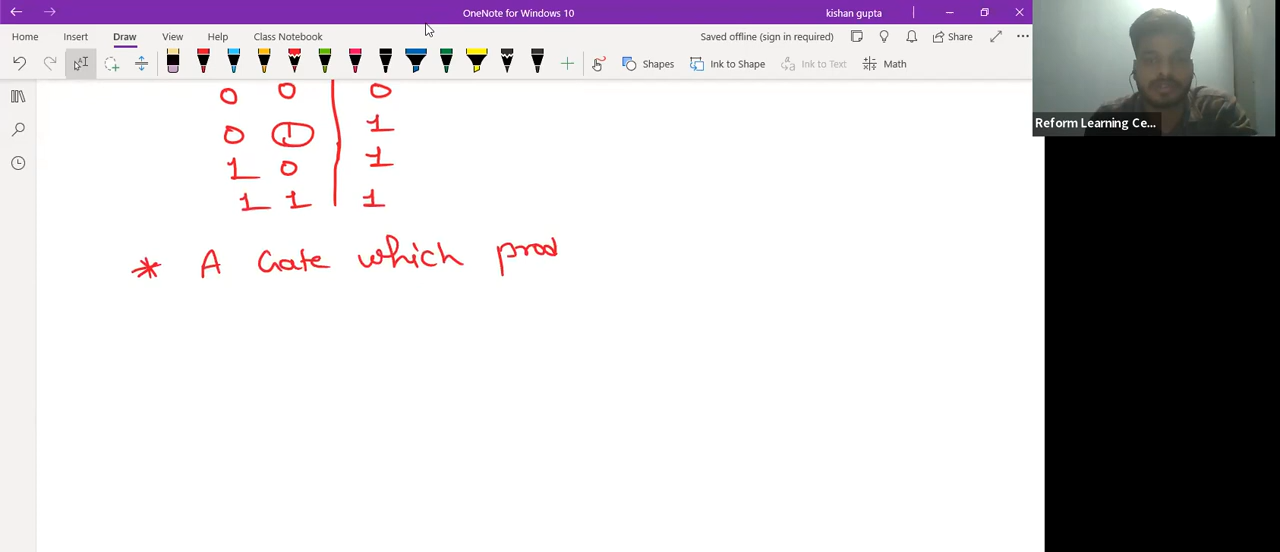 OneNote for Windows 10
kishan gupta
Home Insert Draw View Help Class Notebook
Saved offline (sign in required) Share
Shapes Ink to Shape Ink to Text Math
Reform Learning Ce...
0 0 0
0 1 1
1 0 1
1 1 1
* A Gate which prod